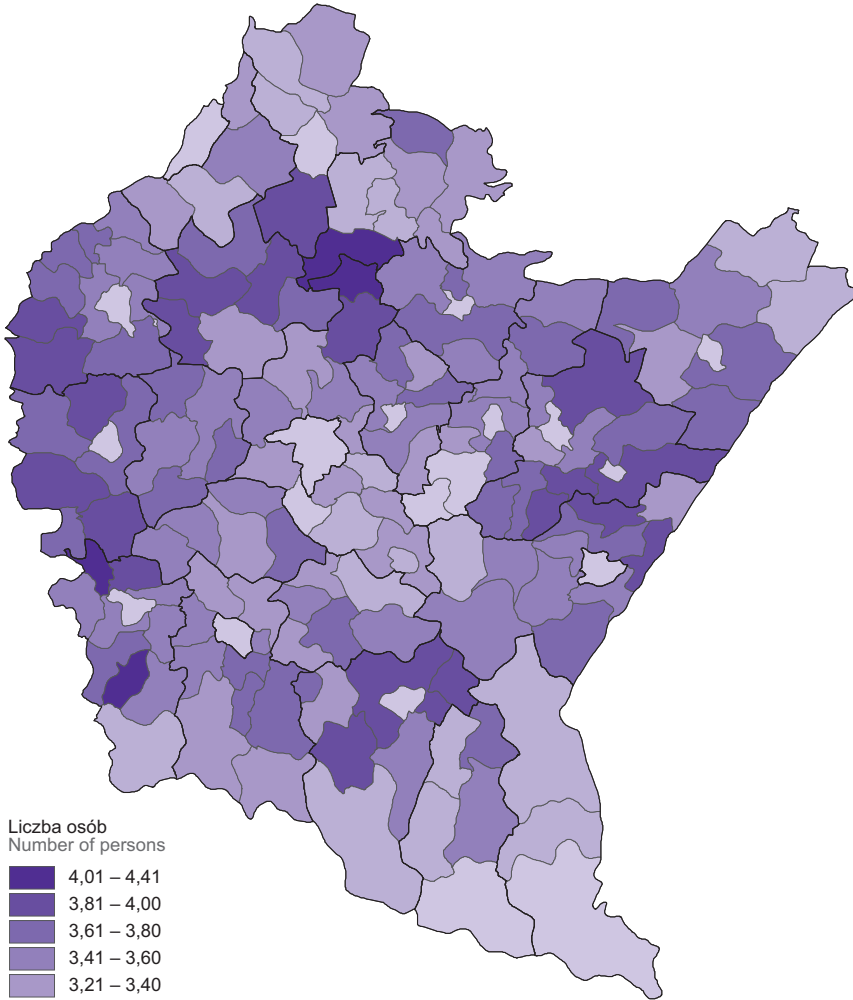 Liczba osób
Number of persons
4,01 – 4,41
3,81 – 4,00
3,61 – 3,80
3,41 – 3,60
3,21 – 3,40